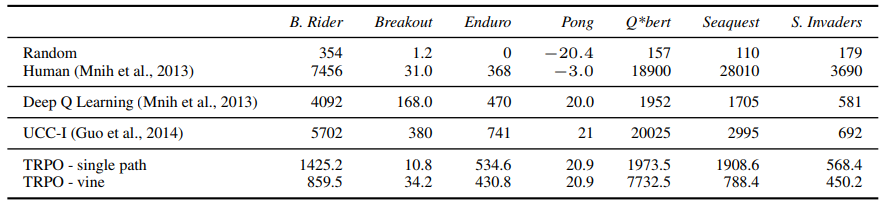 B. Rider Breakout Enduro Pong Q*bert Seaquest S. Invaders
Random 354 1.2 0 −20.4 157 110 179
Human (Mnih et al., 2013) 7456 31.0 368 −3.0 18900 28010 3690
Deep Q Learning (Mnih et al., 2013) 4092 168.0 470 20.0 1952 1705 581
UCC-I (Guo et al., 2014) 5702 380 741 21 20025 2995 692
TRPO - single path 1425.2 10.8 534.6 20.9 1973.5 1908.6 568.4
TRPO - vine 859.5 34.2 430.8 20.9 7732.5 788.4 450.2